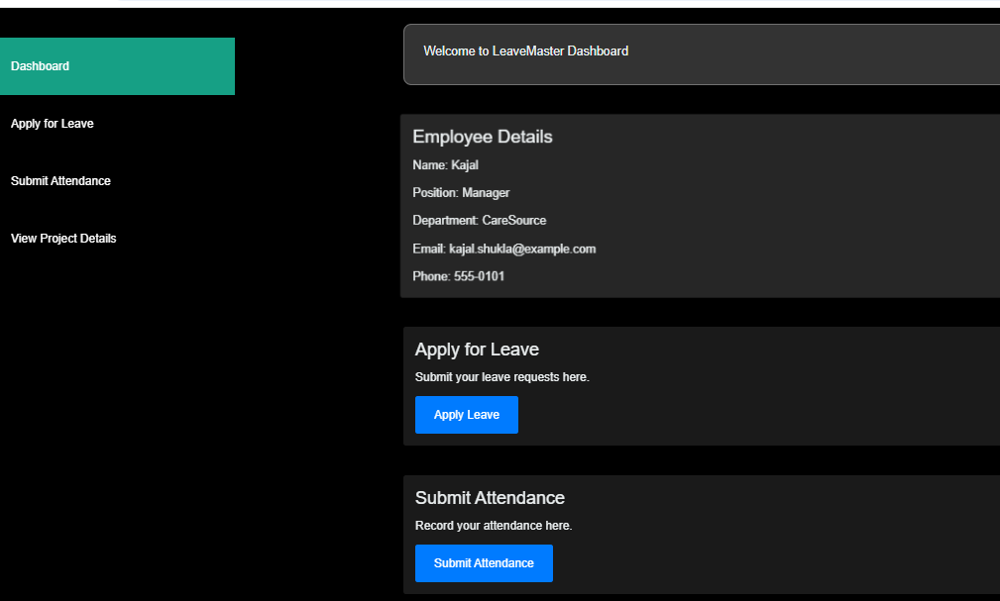 Dashboard
Apply for Leave
Submit Attendance
View Project Details
Welcome to LeaveMaster Dashboard
Employee Details
Name: Kajal
Position: Manager
Department: CareSource
Email: kajal.shukla@example.com
Phone: 555-0101
Apply for Leave
Submit your leave requests here.
Apply Leave
Submit Attendance
Record your attendance here.
Submit Attendance